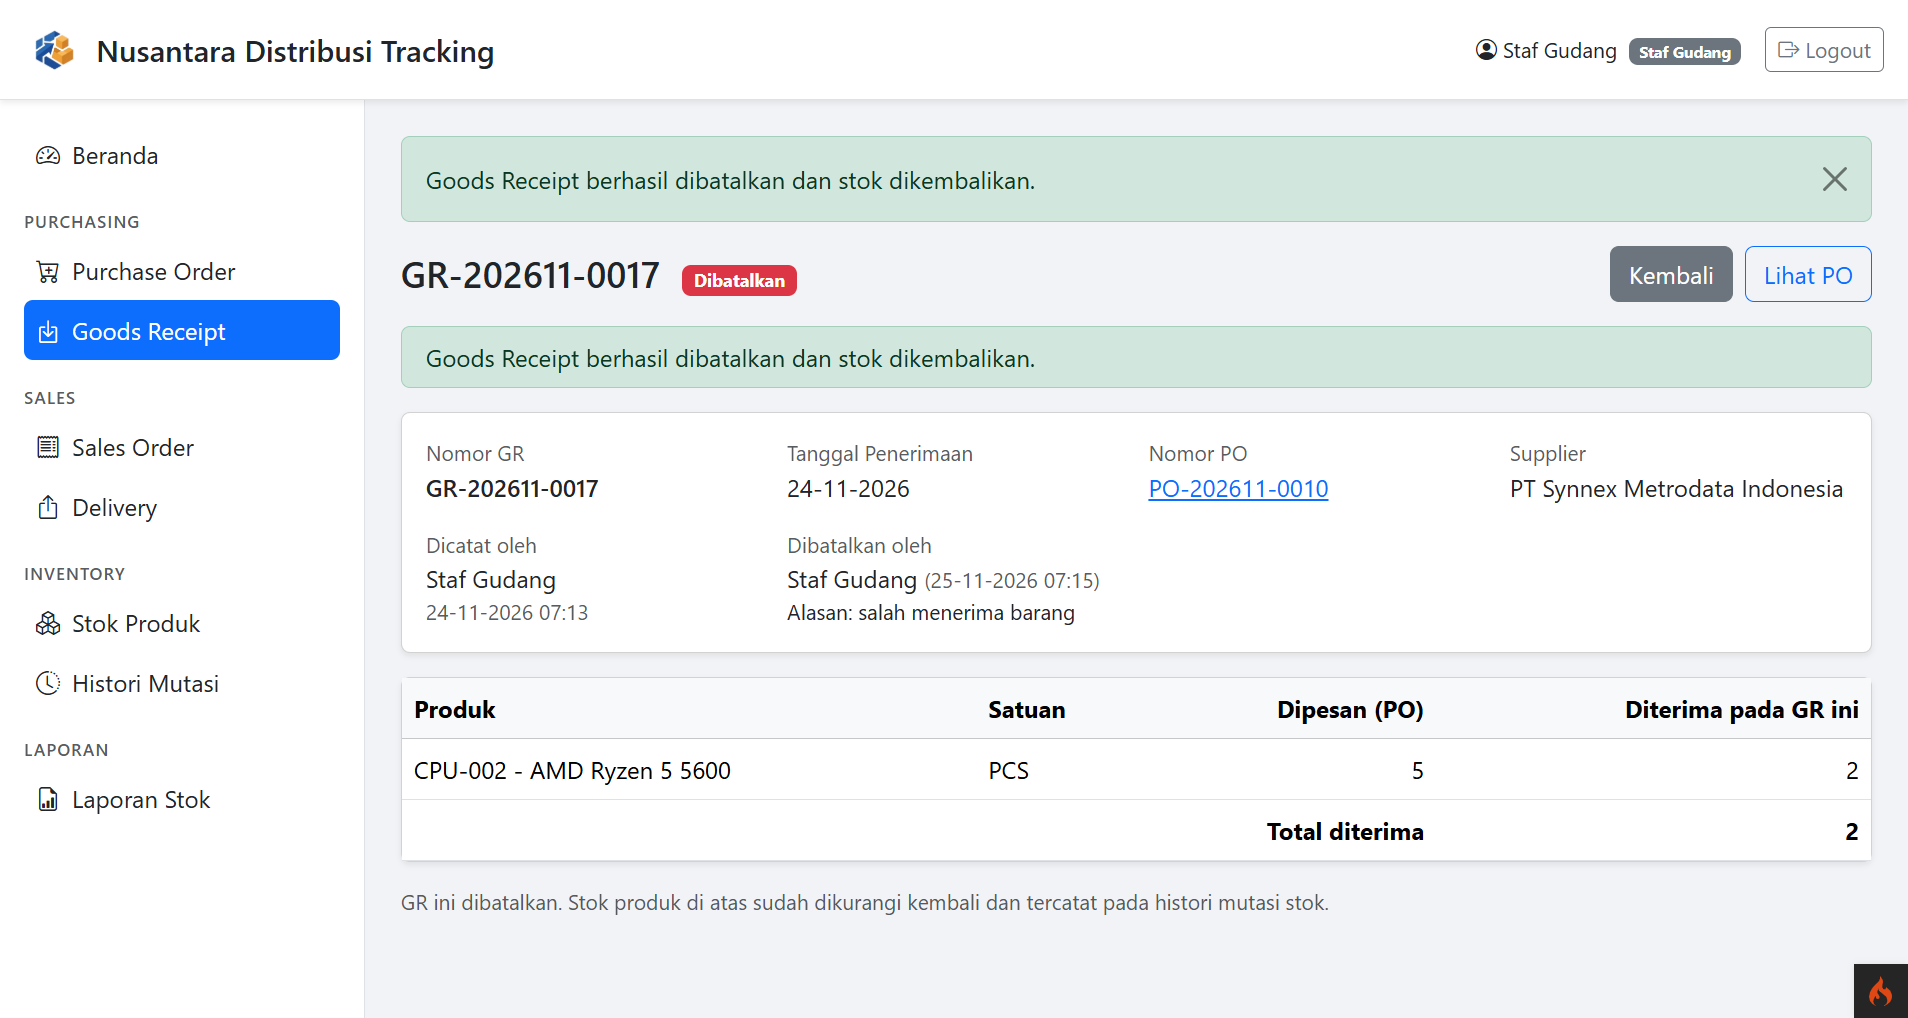 Nusantara Distribusi Tracking
Staf Gudang
Staf Gudang
Logout
Beranda
PURCHASING
Purchase Order
Goods Receipt
SALES
Sales Order
Delivery
INVENTORY
Stok Produk
Histori Mutasi
LAPORAN
Laporan Stok
Goods Receipt berhasil dibatalkan dan stok dikembalikan.
GR-202611-0017 Dibatalkan
Kembali
Lihat PO
Goods Receipt berhasil dibatalkan dan stok dikembalikan.
Nomor GR
GR-202611-0017
Tanggal Penerimaan
24-11-2026
Nomor PO
PO-202611-0010
Supplier
PT Synnex Metrodata Indonesia
Dicatat oleh
Staf Gudang
24-11-2026 07:13
Dibatalkan oleh
Staf Gudang (25-11-2026 07:15)
Alasan: salah menerima barang
Produk Satuan Dipesan (PO) Diterima pada GR ini
CPU-002 - AMD Ryzen 5 5600 PCS 5 2
Total diterima 2
GR ini dibatalkan. Stok produk di atas sudah dikurangi kembali dan tercatat pada histori mutasi stok.